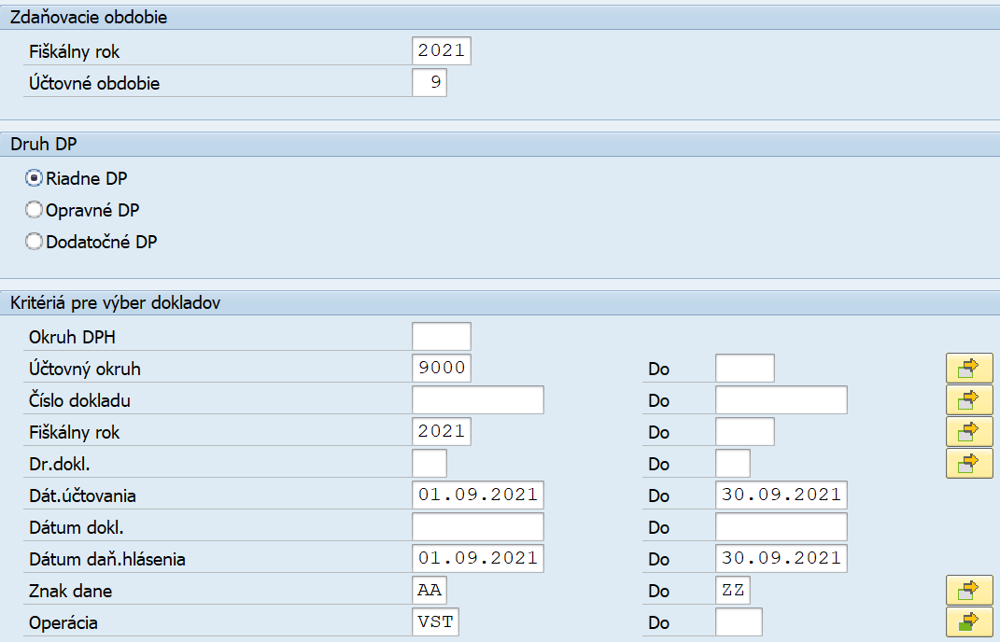 Zdaňovacie obdobie
Fiškálny rok 2021
Účtovné obdobie 9
Druh DP
Riadne DP
Opravné DP
Dodatočné DP
Kritériá pre výber dokladov
Okruh DPH
Účtovný okruh 9000 Do
Číslo dokladu Do
Fiškálny rok 2021 Do
Dr.dokl. Do
Dát.účtovania 01.09.2021 Do 30.09.2021
Dátum dokl. Do
Dátum daň.hlásenia 01.09.2021 Do 30.09.2021
Znak dane AA Do ZZ
Operácia VST Do